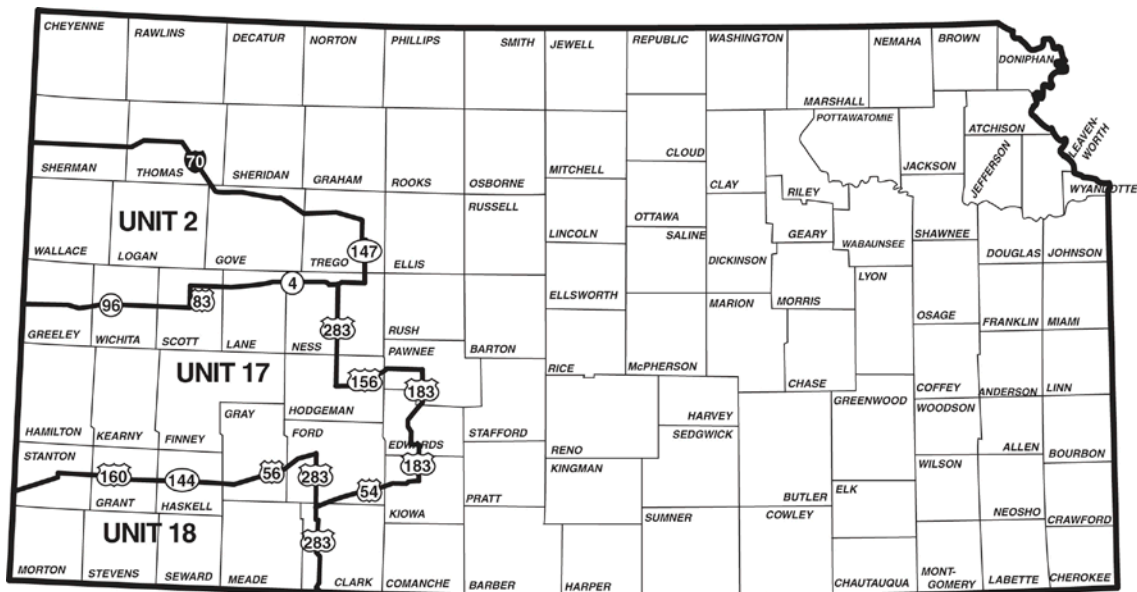 CHEYENNE
RAWLINS
DECATUR
NORTON
PHILLIPS
SMITH
JEWELL
REPUBLIC
WASHINGTON
MARSHALL
NEMAHA
BROWN
DONIPHAN
SHERMAN
THOMAS
70
SHERIDAN
GRAHAM
ROOKS
OSBORNE
MITCHELL
CLOUD
CLAY
RILEY
POTTAWATOMIE
JACKSON
ATCHISON
JEFFERSON
LEAVEN-
WORTH
WYANDOTTE
UNIT 2
WALLACE
LOGAN
GOVE
TREGO
147
ELLIS
RUSSELL
LINCOLN
OTTAWA
SALINE
DICKINSON
GEARY
WABAUNSEE
SHAWNEE
DOUGLAS
JOHNSON
GREELEY
96
WICHITA
83
SCOTT
LANE
4
NESS
283
RUSH
BARTON
ELLSWORTH
RICE
McPHERSON
MARION
MORRIS
CHASE
LYON
OSAGE
FRANKLIN
MIAMI
UNIT 17
156
PAWNEE
183
HAMILTON
KEARNY
FINNEY
GRAY
HODGEMAN
FORD
EDWARDS
183
STAFFORD
RENO
HARVEY
SEDGWICK
GREENWOOD
COFFEY
WOODSON
ANDERSON
LINN
ALLEN
BOURBON
STANTON
160
GRANT
144
HASKELL
56
283
54
KIOWA
PRATT
KINGMAN
BUTLER
ELK
WILSON
NEOSHO
CRAWFORD
UNIT 18
MORTON
STEVENS
SEWARD
MEADE
283
CLARK
COMANCHE
BARBER
HARPER
SUMNER
COWLEY
CHAUTAUQUA
MONT-
GOMERY
LABETTE
CHEROKEE